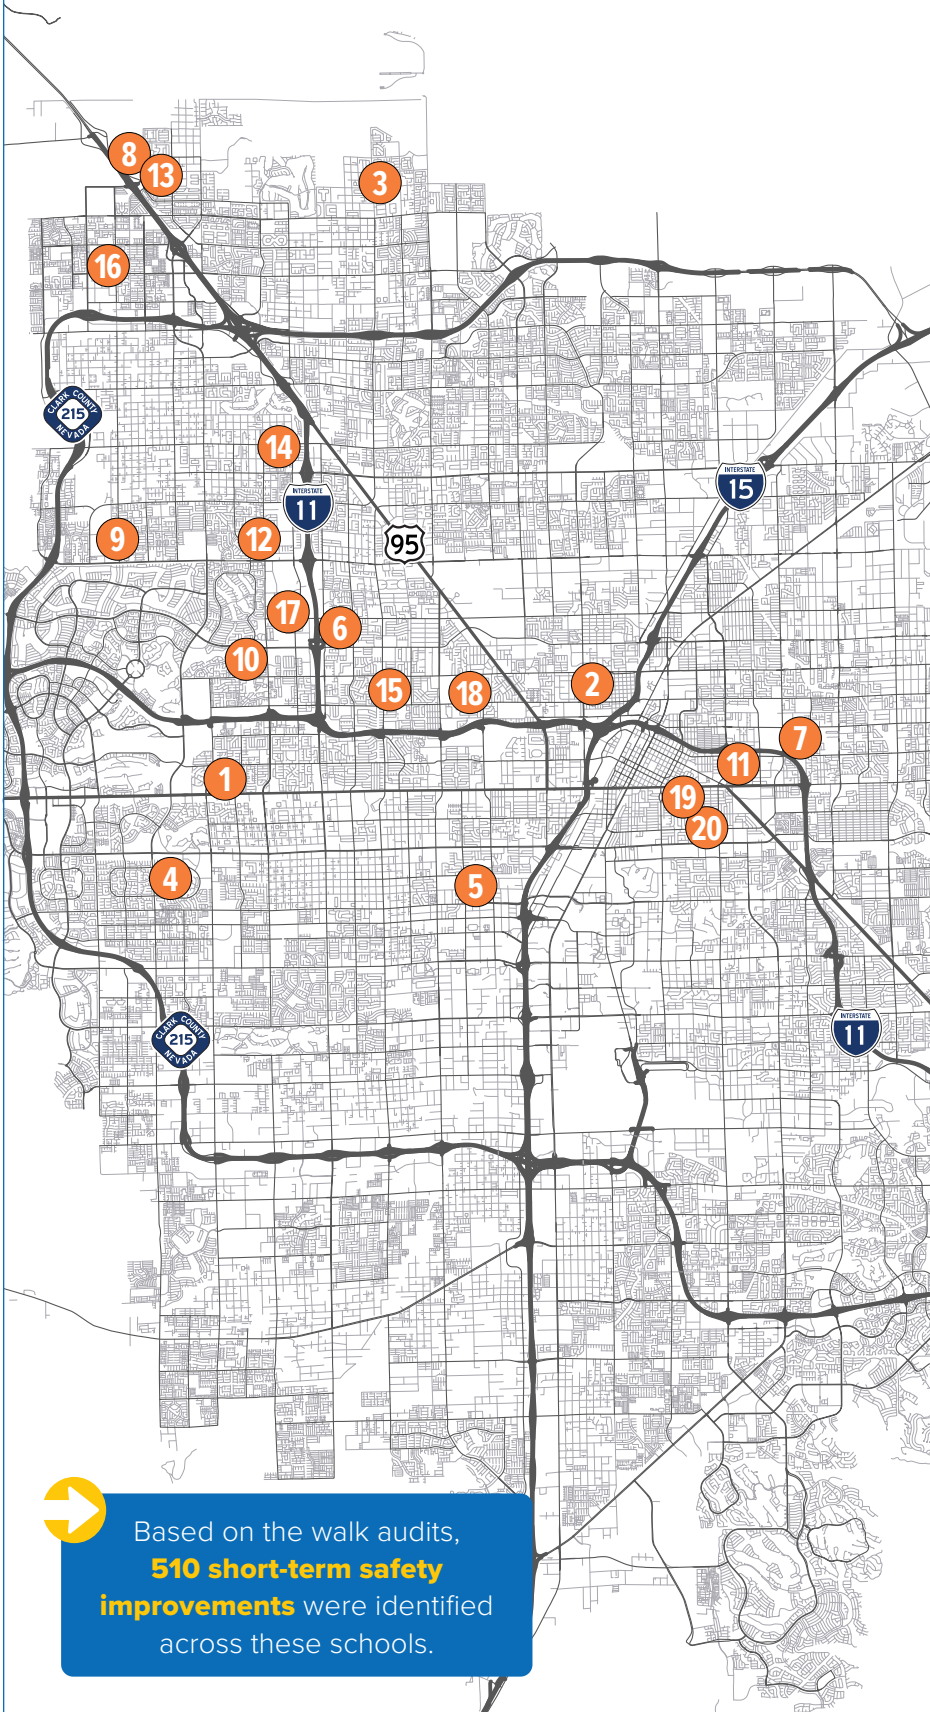 8
13
3
16
CLARK COUNTY
215
NEVADA
14
INTERSTATE
15
INTERSTATE
11
9
12
95
17
6
10
15
18
2
7
11
1
19
20
4
5
INTERSTATE
11
CLARK COUNTY
215
NEVADA
Based on the walk audits,
510 short-term safety
improvements were identified
across these schools.